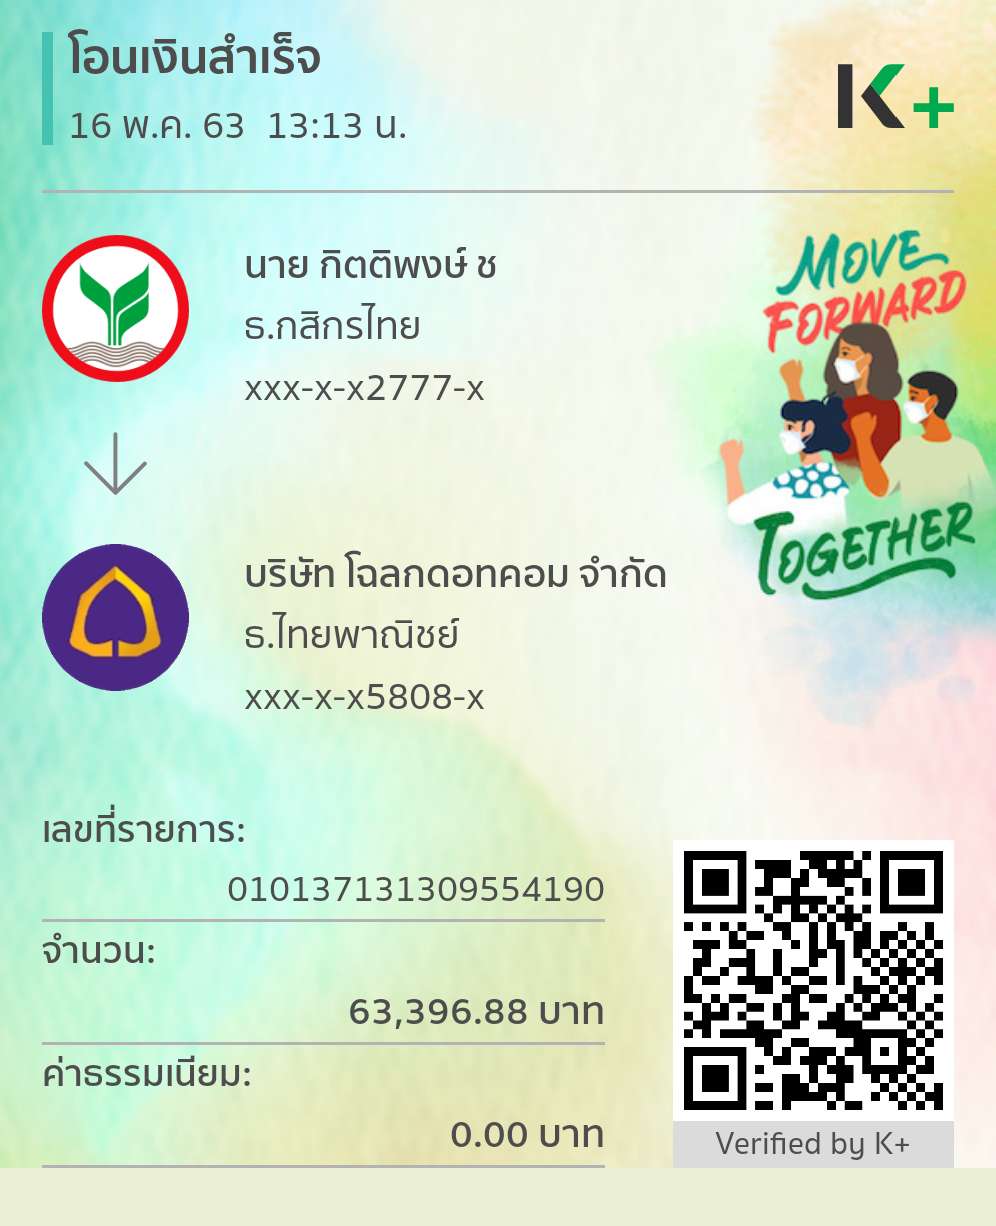 โอนเงินสำเร็จ
16 พ.ค. 63 13:13 น.
K+
นาย กิตติพงษ์ ช
ธ.กสิกรไทย
xxx-x-x2777-x
MOVE
FORWARD
TOGETHER
บริษัท โฉลกดอทคอม จำกัด
ธ.ไทยพาณิชย์
xxx-x-x5808-x
เลขที่รายการ:
010137131309554190
จำนวน:
63,396.88 บาท
ค่าธรรมเนียม:
0.00 บาท
Verified by K+